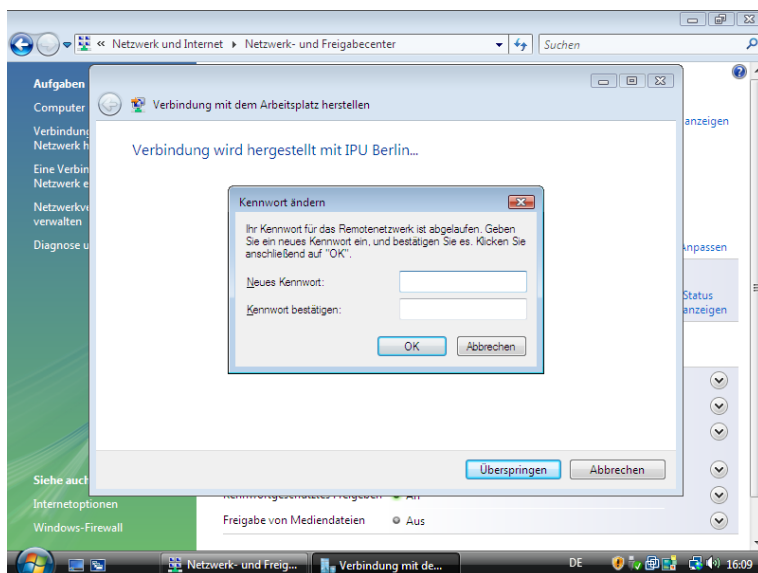 « Netzwerk und Internet Netzwerk- und Freigabecenter
Suchen
Aufgaben
Computer
Verbindung
Netzwerk h
Eine Verbin
Netzwerk e
Netzwerkve
verwalten
Diagnose u
Siehe auch
Internetoptionen
Windows-Firewall
Verbindung mit dem Arbeitsplatz herstellen
Verbindung wird hergestellt mit IPU Berlin...
Kennwort ändern
Ihr Kennwort für das Remotenetzwerk ist abgelaufen. Geben
Sie ein neues Kennwort ein, und bestätigen Sie es. Klicken Sie
anschließend auf "OK".
Neues Kennwort:
Kennwort bestätigen:
OK Abbrechen
Überspringen Abbrechen
anzeigen
Anpassen
Status
anzeigen
Kennwortgeschütztes Freigeben An
Freigabe von Mediendateien Aus
Netzwerk- und Freig... Verbindung mit de... DE 16:09